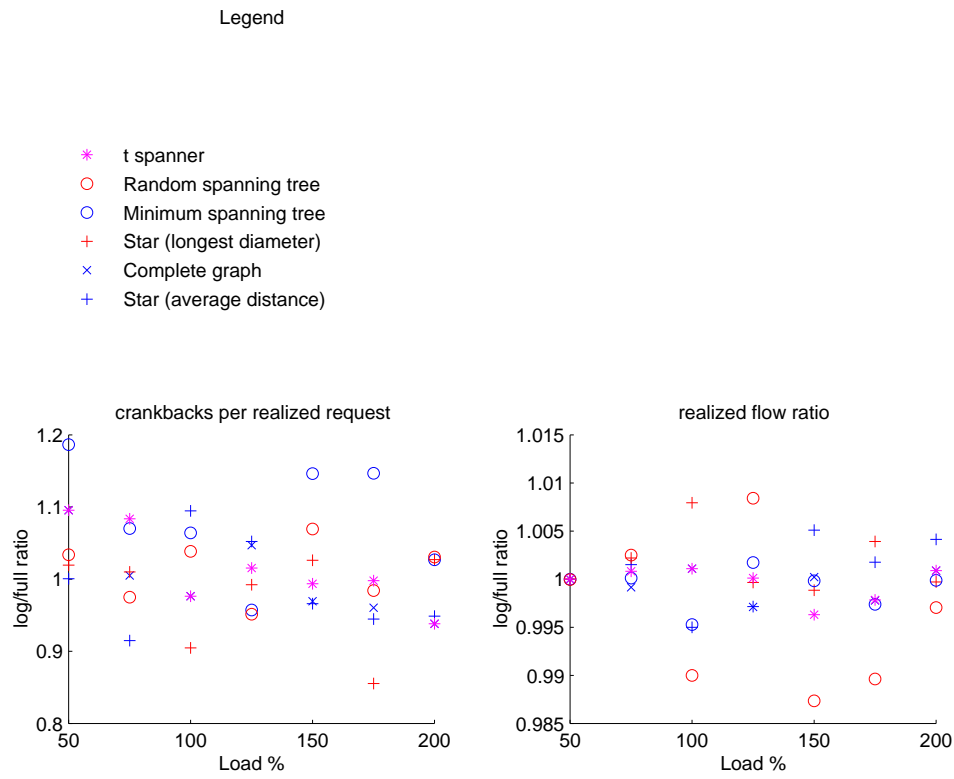 Legend
t spanner
Random spanning tree
Minimum spanning tree
Star (longest diameter)
Complete graph
Star (average distance)
crankbacks per realized request
1.2
1.1
1
0.9
0.8
log/full ratio
50
100
150
200
Load %
realized flow ratio
1.015
1.01
1.005
1
0.995
0.99
0.985
log/full ratio
50
100
150
200
Load %